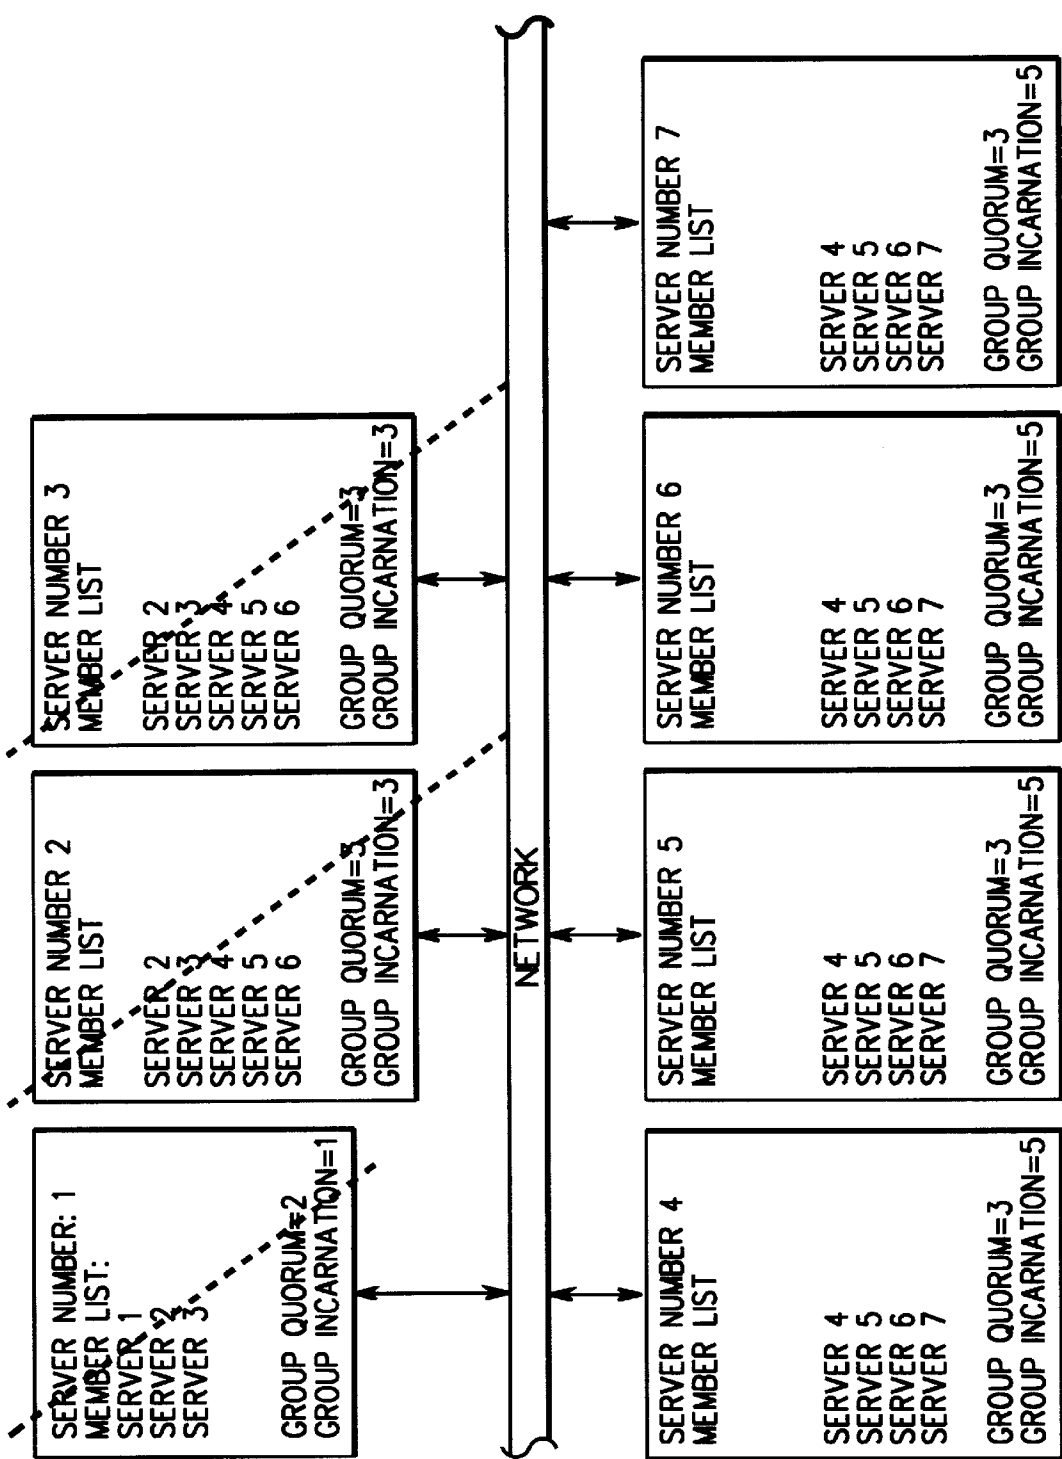 SERVER NUMBER: 1
MEMBER LIST:
SERVER 1
SERVER 2
SERVER 3
GROUP QUORUM=2
GROUP INCARNATION=1
SERVER NUMBER 2
MEMBER LIST
SERVER 2
SERVER 3
SERVER 4
SERVER 5
SERVER 6
GROUP QUORUM=3
GROUP INCARNATION=3
SERVER NUMBER 3
MEMBER LIST
SERVER 2
SERVER 3
SERVER 4
SERVER 5
SERVER 6
GROUP QUORUM=3
GROUP INCARNATION=3
NETWORK
SERVER NUMBER 4
MEMBER LIST
SERVER 4
SERVER 5
SERVER 6
SERVER 7
GROUP QUORUM=3
GROUP INCARNATION=5
SERVER NUMBER 5
MEMBER LIST
SERVER 4
SERVER 5
SERVER 6
SERVER 7
GROUP QUORUM=3
GROUP INCARNATION=5
SERVER NUMBER 6
MEMBER LIST
SERVER 4
SERVER 5
SERVER 6
SERVER 7
GROUP QUORUM=3
GROUP INCARNATION=5
SERVER NUMBER 7
MEMBER LIST
SERVER 4
SERVER 5
SERVER 6
SERVER 7
GROUP QUORUM=3
GROUP INCARNATION=5